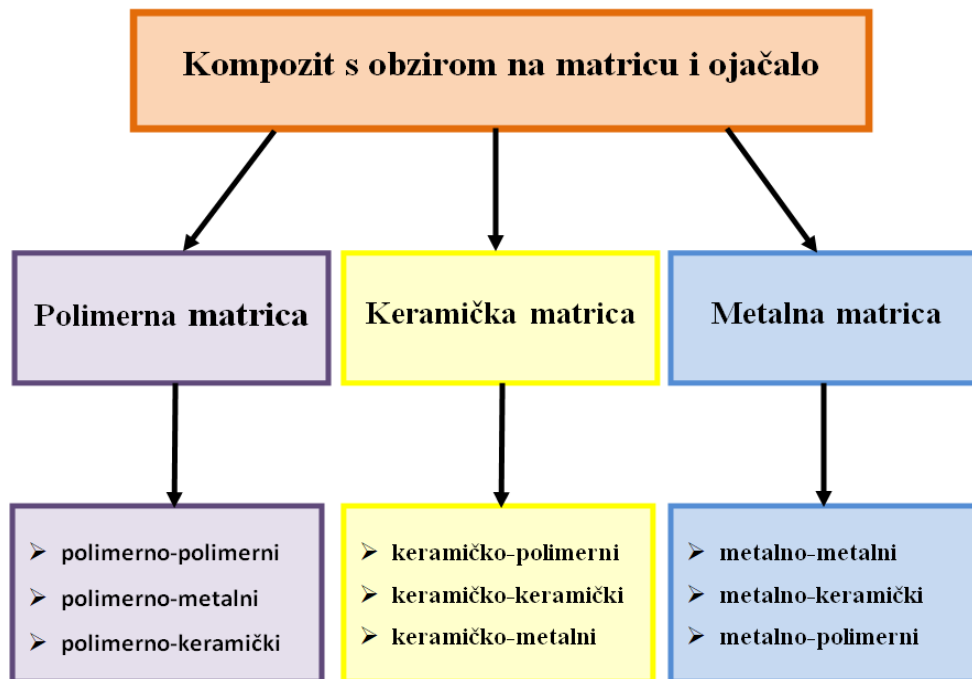 Kompozit s obzirom na matricu i ojačalo
Polimerna matrica
Keramička matrica
Metalna matrica
➢ polimerno-polimerni
➢ polimerno-metalni
➢ polimerno-keramički
➢ keramičko-polimerni
➢ keramičko-keramički
➢ keramičko-metalni
➢ metalno-metalni
➢ metalno-keramički
➢ metalno-polimerni